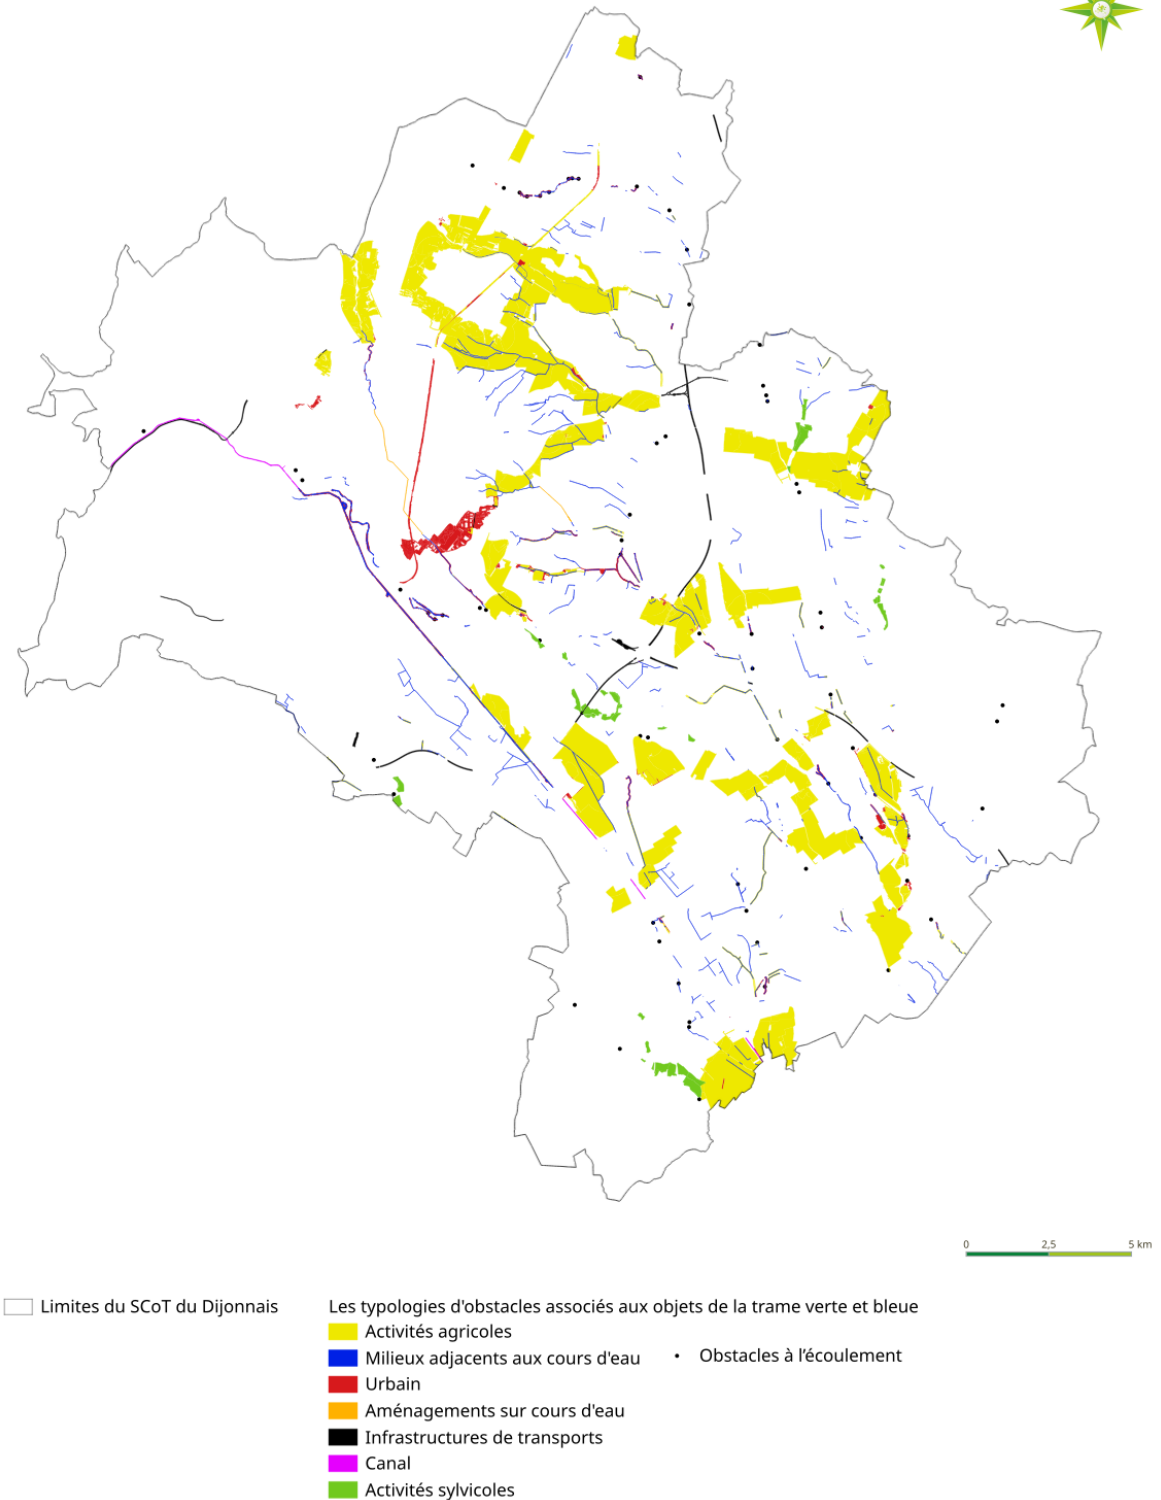 0 2,5 5 km
Limites du SCoT du Dijonnais
Les typologies d'obstacles associés aux objets de la trame verte et bleue
Activités agricoles
Milieux adjacents aux cours d'eau
Obstacles à l’écoulement
Urbain
Aménagements sur cours d'eau
Infrastructures de transports
Canal
Activités sylvicoles